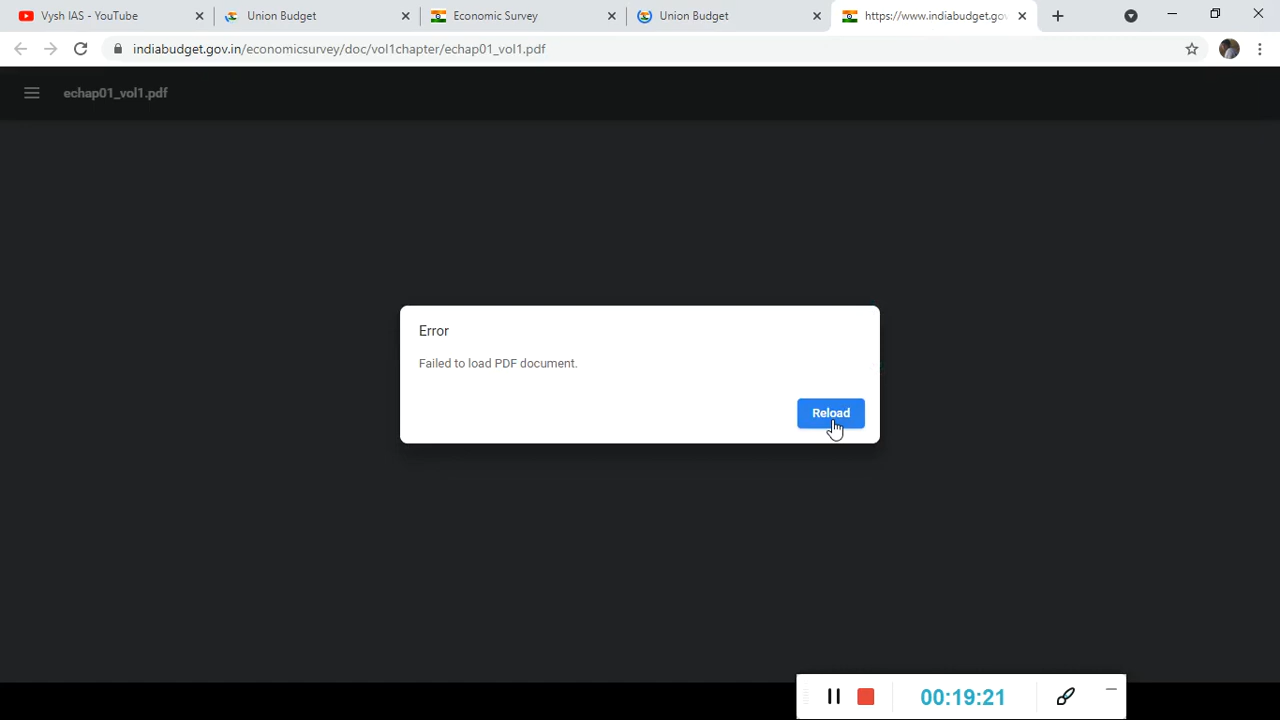 Vysh IAS - YouTube
Union Budget
Economic Survey
Union Budget
https://www.indiabudget.gov
indiabudget.gov.in/economicsurvey/doc/vol1chapter/echap01_vol1.pdf
echap01_vol1.pdf
Error
Failed to load PDF document.
Reload
00:19:21